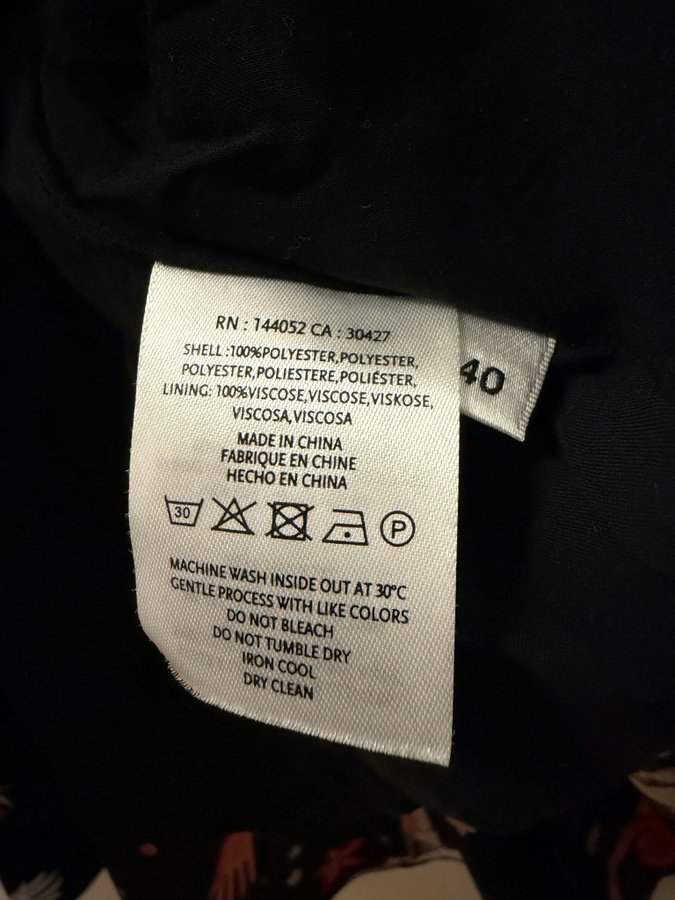 RN : 144052 CA : 30427
SHELL :100%POLYESTER,POLYESTER,
POLYESTER,POLIESTERE,POLIÉSTER,
LINING: 100%VISCOSE,VISCOSE,VISKOSE,
VISCOSA,VISCOSA
MADE IN CHINA
FABRIQUE EN CHINE
HECHO EN CHINA
30
P
MACHINE WASH INSIDE OUT AT 30°C
GENTLE PROCESS WITH LIKE COLORS
DO NOT BLEACH
DO NOT TUMBLE DRY
IRON COOL
DRY CLEAN
40